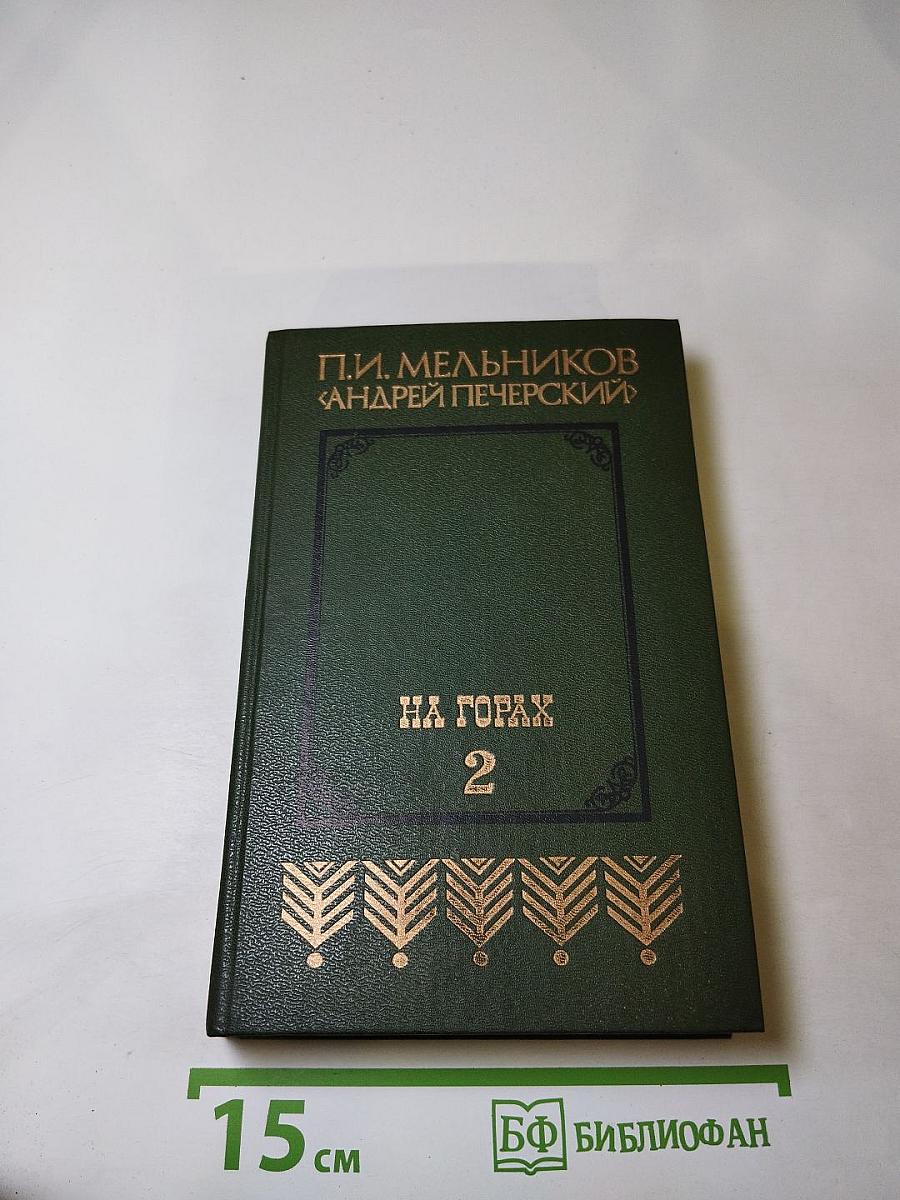 П.И. МЕЛЬНИКОВ
‹АНДРЕЙ ПЕЧЕРСКИЙ›
НА ГОРАХ
2
15 см
БФ БИБЛИОФАН